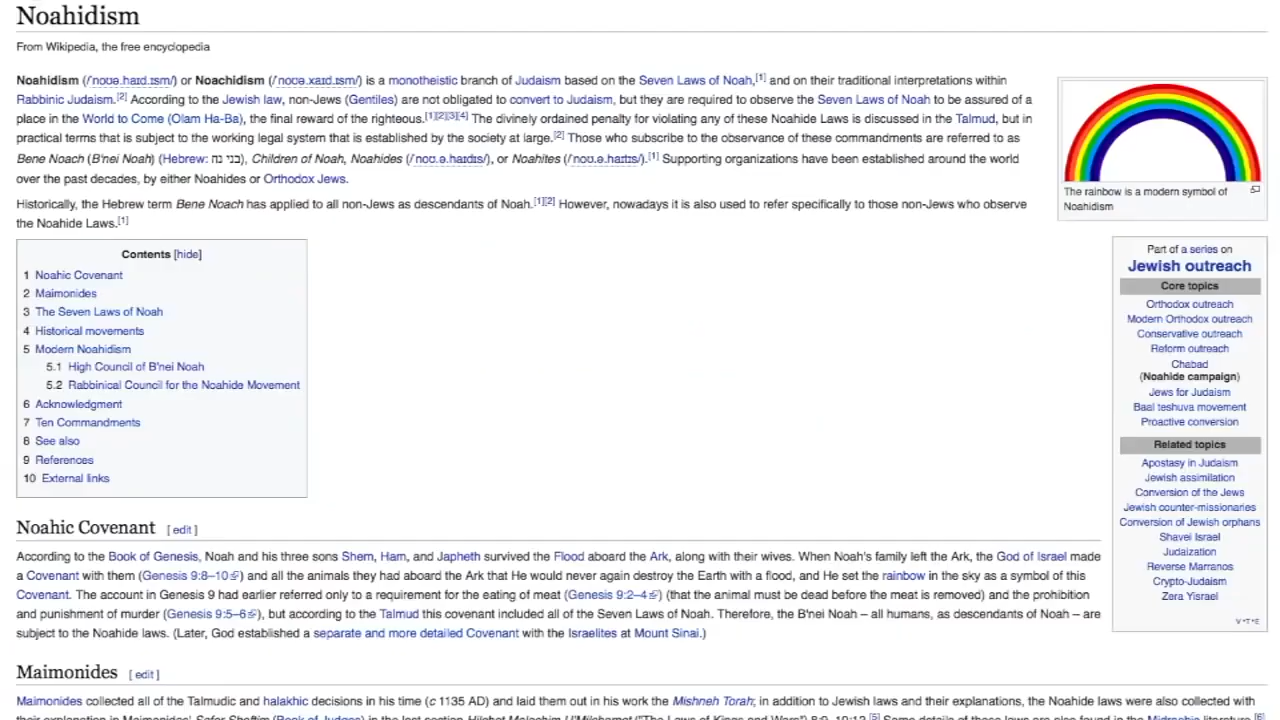 Noahidism
From Wikipedia, the free encyclopedia
Noahidism (/ˈnoʊə.haɪd.ɪsm/) or Noachidism (/ˈnoʊə.xaɪd.ɪsm/) is a monotheistic branch of Judaism based on the Seven Laws of Noah,[1] and on their traditional interpretations within
Rabbinic Judaism.[2] According to the Jewish law, non-Jews (Gentiles) are not obligated to convert to Judaism, but they are required to observe the Seven Laws of Noah to be assured of a
place in the World to Come (Olam Ha-Ba), the final reward of the righteous.[1][2][3][4] The divinely ordained penalty for violating any of these Noahide Laws is discussed in the Talmud, but in
practical terms that is subject to the working legal system that is established by the society at large.[2] Those who subscribe to the observance of these commandments are referred to as
Bene Noach (B'nei Noah) (Hebrew: בני נח), Children of Noah, Noahides (/ˈnoʊ.ə.haɪdɪs/), or Noahites (/ˈnoʊ.ə.haɪtɪs/).[1] Supporting organizations have been established around the world
over the past decades, by either Noahides or Orthodox Jews.
Historically, the Hebrew term Bene Noach has applied to all non-Jews as descendants of Noah.[1][2] However, nowadays it is also used to refer specifically to those non-Jews who observe
the Noahide Laws.[1]
The rainbow is a modern symbol of
Noahidism
Contents [hide]
1 Noahic Covenant
2 Maimonides
3 The Seven Laws of Noah
4 Historical movements
5 Modern Noahidism
5.1 High Council of B'nei Noah
5.2 Rabbinical Council for the Noahide Movement
6 Acknowledgment
7 Ten Commandments
8 See also
9 References
10 External links
Part of a series on
Jewish outreach
Core topics
Orthodox outreach
Modern Orthodox outreach
Conservative outreach
Reform outreach
Chabad
(Noahide campaign)
Jews for Judaism
Baal teshuva movement
Proactive conversion
Related topics
Apostasy in Judaism
Jewish assimilation
Conversion of the Jews
Jewish counter-missionaries
Conversion of Jewish orphans
Shavei Israel
Judaization
Reverse Marranos
Crypto-Judaism
Zera Yisrael
V•T•E
Noahic Covenant [edit]
According to the Book of Genesis, Noah and his three sons Shem, Ham, and Japheth survived the Flood aboard the Ark, along with their wives. When Noah's family left the Ark, the God of Israel made
a Covenant with them (Genesis 9:8–10) and all the animals they had aboard the Ark that He would never again destroy the Earth with a flood, and He set the rainbow in the sky as a symbol of this
Covenant. The account in Genesis 9 had earlier referred only to a requirement for the eating of meat (Genesis 9:2–4) (that the animal must be dead before the meat is removed) and the prohibition
and punishment of murder (Genesis 9:5–6), but according to the Talmud this covenant included all of the Seven Laws of Noah. Therefore, the B'nei Noah – all humans, as descendants of Noah – are
subject to the Noahide laws. (Later, God established a separate and more detailed Covenant with the Israelites at Mount Sinai.)
Maimonides [edit]
Maimonides collected all of the Talmudic and halakhic decisions in his time (c 1135 AD) and laid them out in his work the Mishneh Torah; in addition to Jewish laws and their explanations, the Noahide laws were also collected with